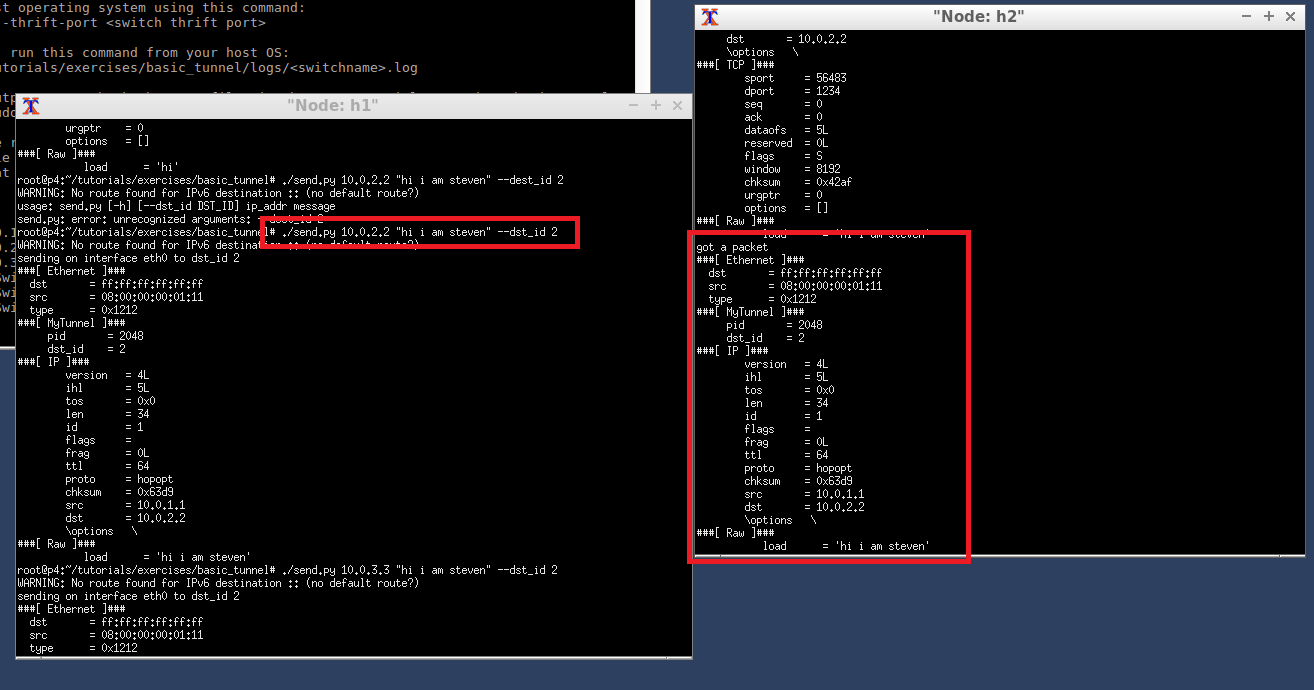 st operating system using this command:
-thrift-port <switch thrift port>
run this command from your host OS:
utorials/exercises/basic_tunnel/logs/<switchname>.log
"Node: h1"
urgptr = 0
options = []
###[ Raw ]###
load = 'hi'
root@p4:~/tutorials/exercises/basic_tunnel# ./send.py 10.0.2.2 "hi i am steven" --dest_id 2
WARNING: No route found for IPv6 destination :: (no default route?)
usage: send.py [-h] [--dst_id DST_ID] ip_addr message
send.py: error: unrecognized arguments: --dest_id 2
root@p4:~/tutorials/exercises/basic_tunnel# ./send.py 10.0.2.2 "hi i am steven" --dst_id 2
WARNING: No route found for IPv6 destination :: (no default route?)
sending on interface eth0 to dst_id 2
###[ Ethernet ]###
dst = ff:ff:ff:ff:ff:ff
src = 08:00:00:00:01:11
type = 0x1212
###[ MyTunnel ]###
pid = 2048
dst_id = 2
###[ IP ]###
version = 4L
ihl = 5L
tos = 0x0
len = 34
id = 1
flags =
frag = 0L
ttl = 64
proto = hopopt
chksum = 0x63d9
src = 10.0.1.1
dst = 10.0.2.2
\options \
###[ Raw ]###
load = 'hi i am steven'
root@p4:~/tutorials/exercises/basic_tunnel# ./send.py 10.0.3.3 "hi i am steven" --dst_id 2
WARNING: No route found for IPv6 destination :: (no default route?)
sending on interface eth0 to dst_id 2
###[ Ethernet ]###
dst = ff:ff:ff:ff:ff:ff
src = 08:00:00:00:01:11
type = 0x1212
"Node: h2"
dst = 10.0.2.2
\options \
###[ TCP ]###
sport = 56483
dport = 1234
seq = 0
ack = 0
dataofs = 5L
reserved = 0L
flags = S
window = 8192
chksum = 0x42af
urgptr = 0
options = []
###[ Raw ]###
load = 'hi i am steven'
got a packet
###[ Ethernet ]###
dst = ff:ff:ff:ff:ff:ff
src = 08:00:00:00:01:11
type = 0x1212
###[ MyTunnel ]###
pid = 2048
dst_id = 2
###[ IP ]###
version = 4L
ihl = 5L
tos = 0x0
len = 34
id = 1
flags =
frag = 0L
ttl = 64
proto = hopopt
chksum = 0x63d9
src = 10.0.1.1
dst = 10.0.2.2
\options \
###[ Raw ]###
load = 'hi i am steven'